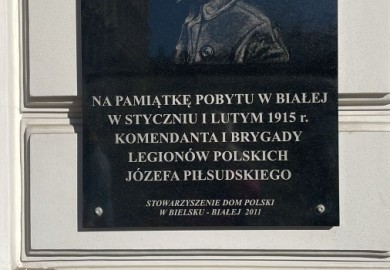 NA PAMIĄTKĘ POBYTU W BIAŁEJ
W STYCZNIU I LUTYM 1915 r.
KOMENDANTA I BRYGADY
LEGIONÓW POLSKICH
JÓZEFA PIŁSUDSKIEGO
STOWARZYSZENIE DOM POLSKI
W BIELSKU - BIAŁEJ 2011